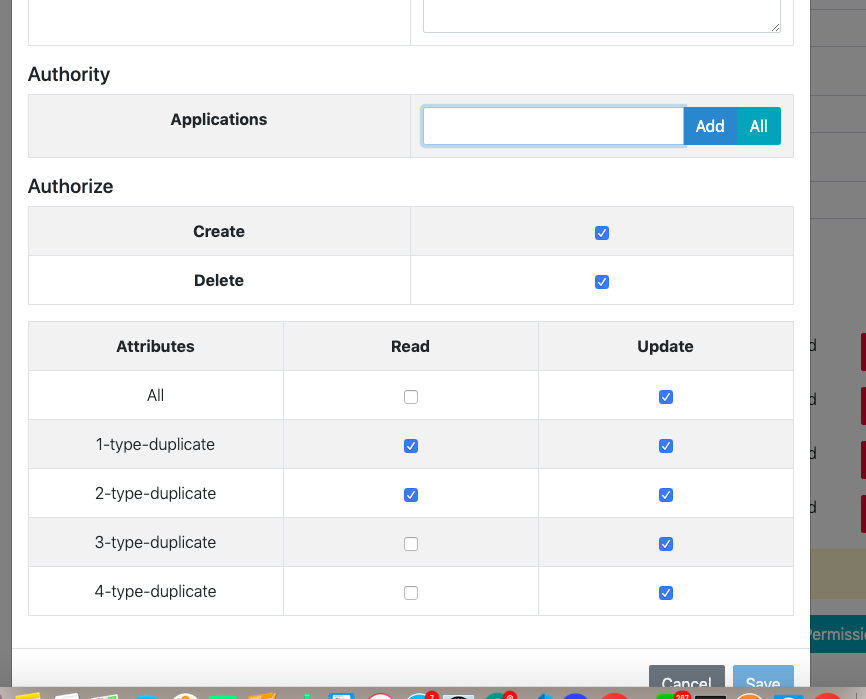 Authority
Applications
Add All
Authorize
Create
Delete
Attributes Read Update
All
1-type-duplicate
2-type-duplicate
3-type-duplicate
4-type-duplicate
Cancel Save